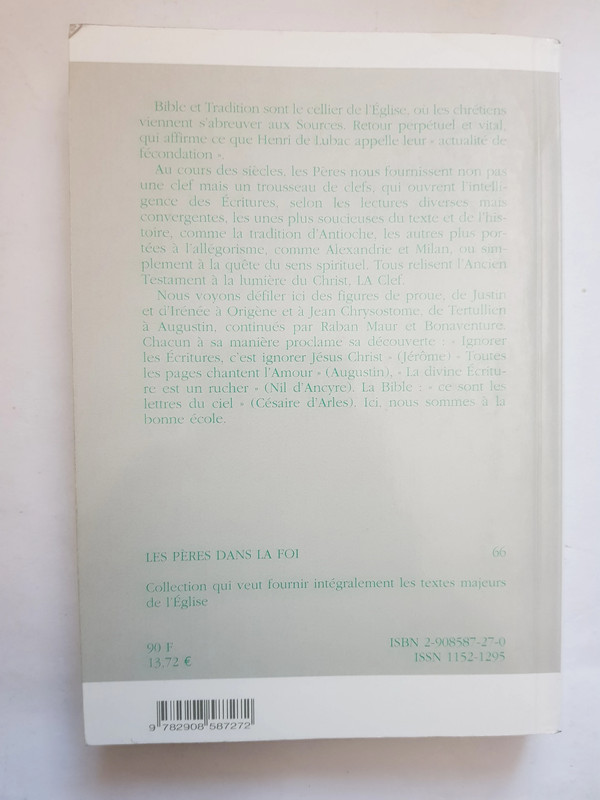 Bible et Tradition sont le cellier de l'Église, où les chrétiens
viennent s'abreuver aux Sources. Retour perpétuel et vital,
qui affirme ce que Henri de Lubac appelle leur « actualité de
fécondation ».
Au cours des siècles, les Pères nous fournissent non pas
une clef mais un trousseau de clefs, qui ouvrent l'intelli-
gence des Écritures, selon les lectures diverses mais
convergentes, les unes plus soucieuses du texte et de l'his-
toire, comme la tradition d'Antioche, les autres plus por-
tées à l'allégorisme, comme Alexandrie et Milan, ou sim-
plement à la quête du sens spirituel. Tous relisent l'Ancien
Testament à la lumière du Christ, LA Clef.
Nous voyons défiler ici des figures de proue, de Justin
et d'Irénée à Origène et à Jean Chrysostome, de Tertullien
à Augustin, continués par Raban Maur et Bonaventure.
Chacun à sa manière proclame sa découverte : « Ignorer
les Écritures, c'est ignorer Jésus Christ » (Jérôme) « Toutes
les pages chantent l'Amour » (Augustin), « La divine Écritu-
re est un rucher » (Nil d'Ancyre). La Bible : « ce sont les
lettres du ciel » (Césaire d'Arles). Ici, nous sommes à la
bonne école.
LES PÈRES DANS LA FOI 66
Collection qui veut fournir intégralement les textes majeurs
de l'Église
90 F ISBN 2-908587-27-0
13,72 € ISSN 1152-1295
9 782908 587272